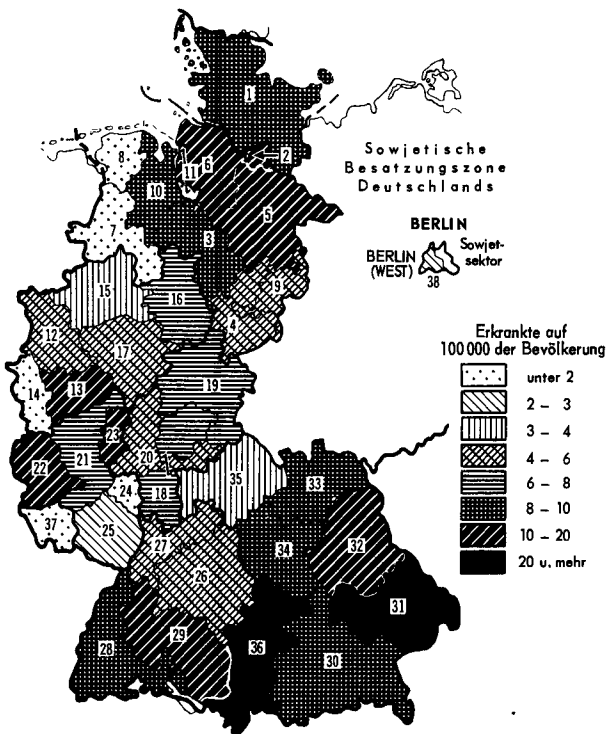 1
2
8
6
11
10
Sowjetische
Besatzungszone
Deutschlands
7
5
3
BERLIN
BERLIN
(WEST)
Sowjet-
sektor
38
15
16
9
12
17
4
14
13
19
23
22
21
20
24
18
35
37
25
27
26
33
34
32
31
28
29
36
30
Erkrankte auf
100 000 der Bevölkerung
unter 2
2 – 3
3 – 4
4 – 6
6 – 8
8 – 10
10 – 20
20 u. mehr